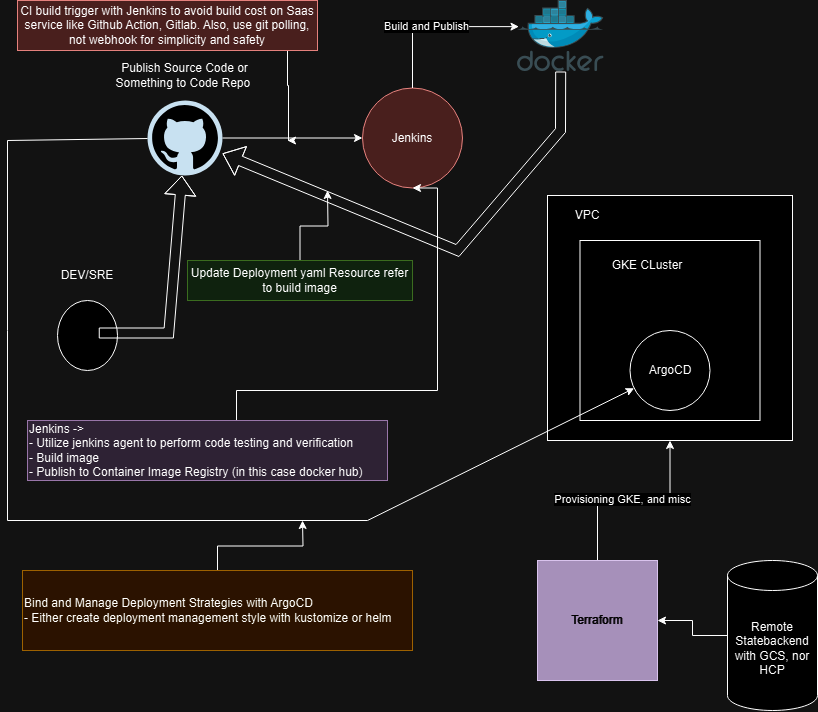 CI build trigger with Jenkins to avoid build cost on Saas
service like Github Action, Gitlab. Also, use git polling,
not webhook for simplicity and safety
Build and Publish
docker
Publish Source Code or
Something to Code Repo
Jenkins
VPC
GKE CLuster
DEV/SRE
Update Deployment yaml Resource refer
to build image
ArgoCD
Jenkins ->
- Utilize jenkins agent to perform code testing and verification
- Build image
- Publish to Container Image Registry (in this case docker hub)
Provisioning GKE, and misc
Bind and Manage Deployment Strategies with ArgoCD
- Either create deployment management style with kustomize or helm
Terraform
Remote
Statebackend
with GCS, nor
HCP